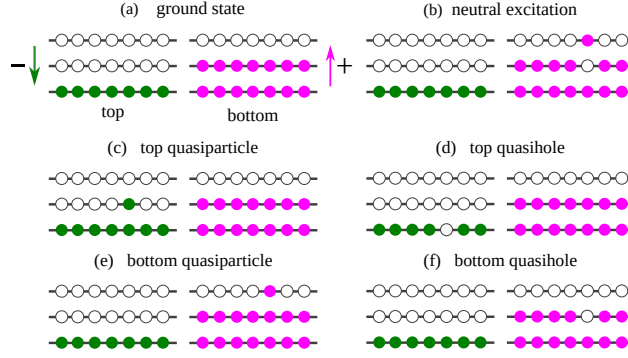 (a) ground state
(b) neutral excitation
− +
top bottom
(c) top quasiparticle
(d) top quasihole
(e) bottom quasiparticle
(f) bottom quasihole